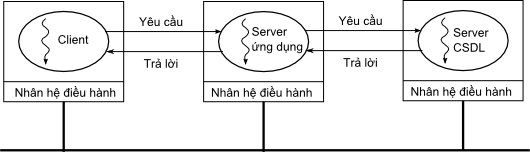 Client
Yêu cầu
Trả lời
Server
ứng dụng
Yêu cầu
Trả lời
Server
CSDL
Nhân hệ điều hành
Nhân hệ điều hành
Nhân hệ điều hành